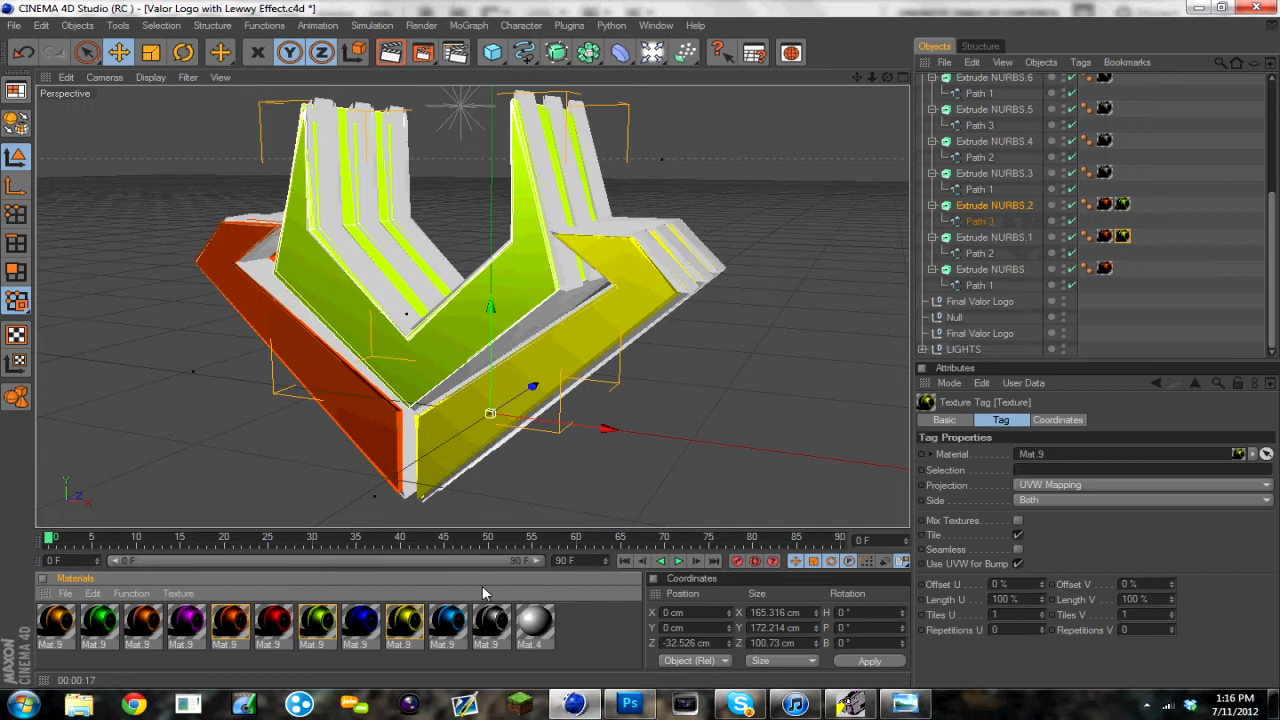 CINEMA 4D Studio (RC ) - [Valor Logo with Lewwy Effect.c4d *]
File Edit Objects Tools Selection Structure Functions Animation Simulation Render MoGraph Character Plugins Python Window Help
Objects Structure
Edit Cameras Display Filter View
File Edit View Objects Tags Bookmarks
Perspective
Extrude NURBS.6
Path 1
Extrude NURBS.5
Path 3
Extrude NURBS.4
Path 2
Extrude NURBS.3
Path 1
Extrude NURBS.2
Path 3
Extrude NURBS.1
Path 2
Extrude NURBS
Path 1
Final Valor Logo
Null
Final Valor Logo
LIGHTS
Attributes
Mode Edit User Data
Texture Tag [Texture]
Basic Tag Coordinates
Tag Properties
Material Mat.9
Selection
Projection UVW Mapping
Side Both
Mix Textures
Tile
Seamless
Use UVW for Bump
Offset U 0 % Offset V 0 %
Length U 100 % Length V 100 %
Tiles U 1 Tiles V 1
Repetitions U 0 Repetitions V 0
0 5 10 15 20 25 30 35 40 45 50 55 60 65 70 75 80 85 90 0 F
0 F 0 F 90 F 90 F
Materials
File Edit Function Texture
Mat.9 Mat.9 Mat.9 Mat.9 Mat.9 Mat.9 Mat.9 Mat.9 Mat.9 Mat.9 Mat.9 Mat.4
Coordinates
Position Size Rotation
X 0 cm X 165.316 cm H 0 °
Y 0 cm Y 172.214 cm P 0 °
Z -32.526 cm Z 100.73 cm B 0 °
Object (Rel) Size Apply
MAXON
CINEMA 4D
00:00:17
Ps
1:16 PM
7/11/2012